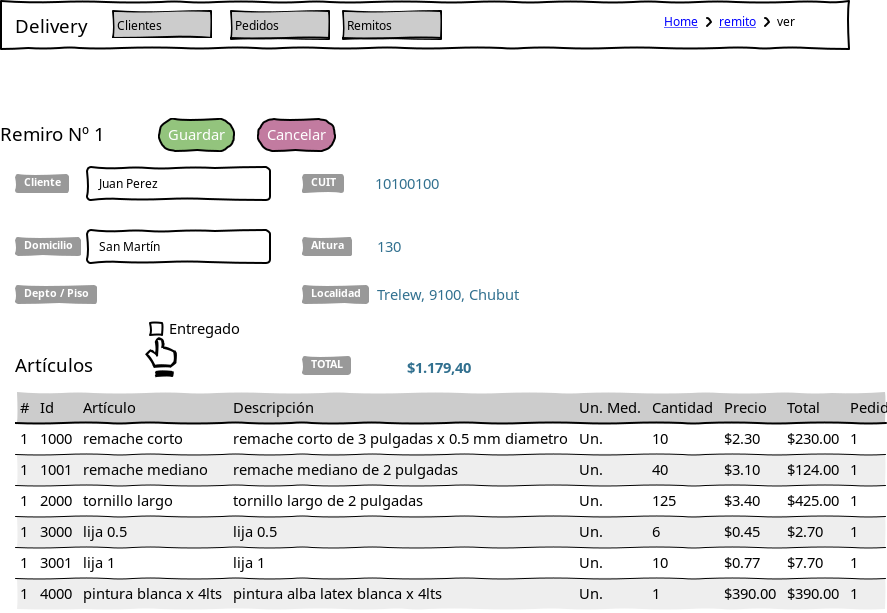 Delivery Clientes Pedidos Remitos Home > remito > ver
Remiro Nº 1 Guardar Cancelar
Cliente Juan Perez CUIT 10100100
Domicilio San Martín Altura 130
Depto / Piso Localidad Trelew, 9100, Chubut
Entregado
Artículos TOTAL $1.179,40
# Id Artículo Descripción Un. Med. Cantidad Precio Total Pedid
1 1000 remache corto remache corto de 3 pulgadas x 0.5 mm diametro Un. 10 $2.30 $230.00 1
1 1001 remache mediano remache mediano de 2 pulgadas Un. 40 $3.10 $124.00 1
1 2000 tornillo largo tornillo largo de 2 pulgadas Un. 125 $3.40 $425.00 1
1 3000 lija 0.5 lija 0.5 Un. 6 $0.45 $2.70 1
1 3001 lija 1 lija 1 Un. 10 $0.77 $7.70 1
1 4000 pintura blanca x 4lts pintura alba latex blanca x 4lts Un. 1 $390.00 $390.00 1